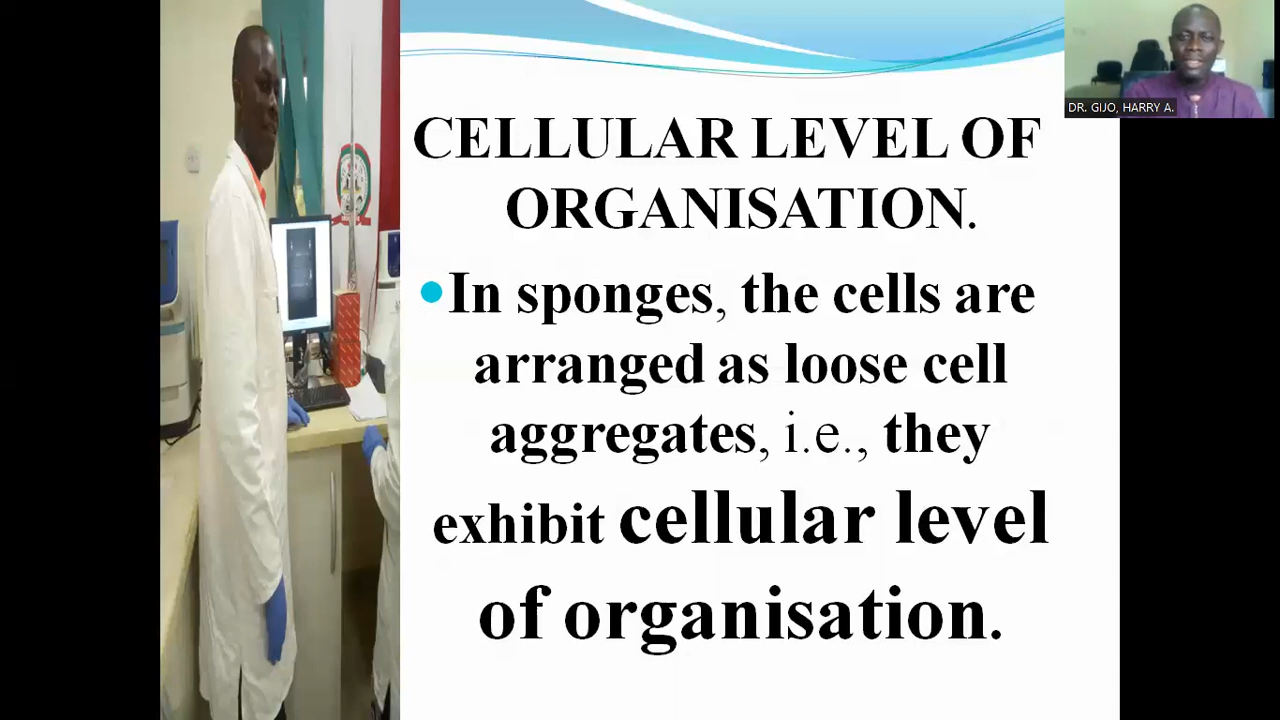 DR. GIJO, HARRY A.
CELLULAR LEVEL OF
ORGANISATION.
In sponges, the cells are
arranged as loose cell
aggregates, i.e., they
exhibit cellular level
of organisation.